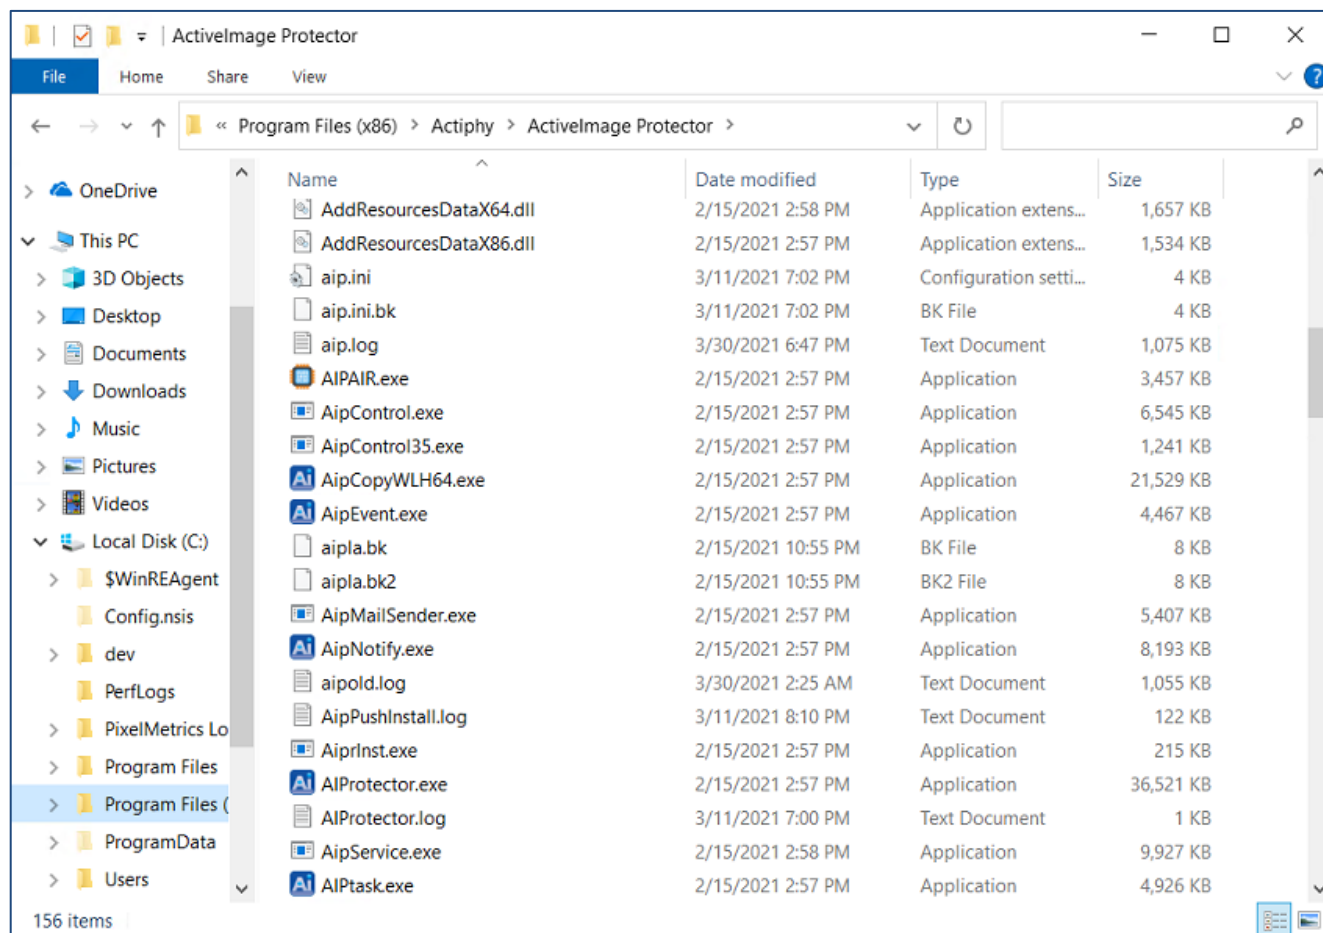 ActiveImage Protector
File Home Share View
« Program Files (x86) > Actiphy > ActiveImage Protector >
OneDrive
This PC
3D Objects
Desktop
Documents
Downloads
Music
Pictures
Videos
Local Disk (C:)
$WinREAgent
Config.nsis
dev
PerfLogs
PixelMetrics Lo
Program Files
Program Files (
ProgramData
Users
Name Date modified Type Size
AddResourcesDataX64.dll 2/15/2021 2:58 PM Application extens... 1,657 KB
AddResourcesDataX86.dll 2/15/2021 2:57 PM Application extens... 1,534 KB
aip.ini 3/11/2021 7:02 PM Configuration setti... 4 KB
aip.ini.bk 3/11/2021 7:02 PM BK File 4 KB
aip.log 3/30/2021 6:47 PM Text Document 1,075 KB
AIPAIR.exe 2/15/2021 2:57 PM Application 3,457 KB
AipControl.exe 2/15/2021 2:57 PM Application 6,545 KB
AipControl35.exe 2/15/2021 2:57 PM Application 1,241 KB
AipCopyWLH64.exe 2/15/2021 2:57 PM Application 21,529 KB
AipEvent.exe 2/15/2021 2:57 PM Application 4,467 KB
aipla.bk 2/15/2021 10:55 PM BK File 8 KB
aipla.bk2 2/15/2021 10:55 PM BK2 File 8 KB
AipMailSender.exe 2/15/2021 2:57 PM Application 5,407 KB
AipNotify.exe 2/15/2021 2:57 PM Application 8,193 KB
aipold.log 3/30/2021 2:25 AM Text Document 1,055 KB
AipPushInstall.log 3/11/2021 8:10 PM Text Document 122 KB
AiprInst.exe 2/15/2021 2:57 PM Application 215 KB
AIProtector.exe 2/15/2021 2:57 PM Application 36,521 KB
AIProtector.log 3/11/2021 7:00 PM Text Document 1 KB
AipService.exe 2/15/2021 2:58 PM Application 9,927 KB
AIPtask.exe 2/15/2021 2:57 PM Application 4,926 KB
156 items